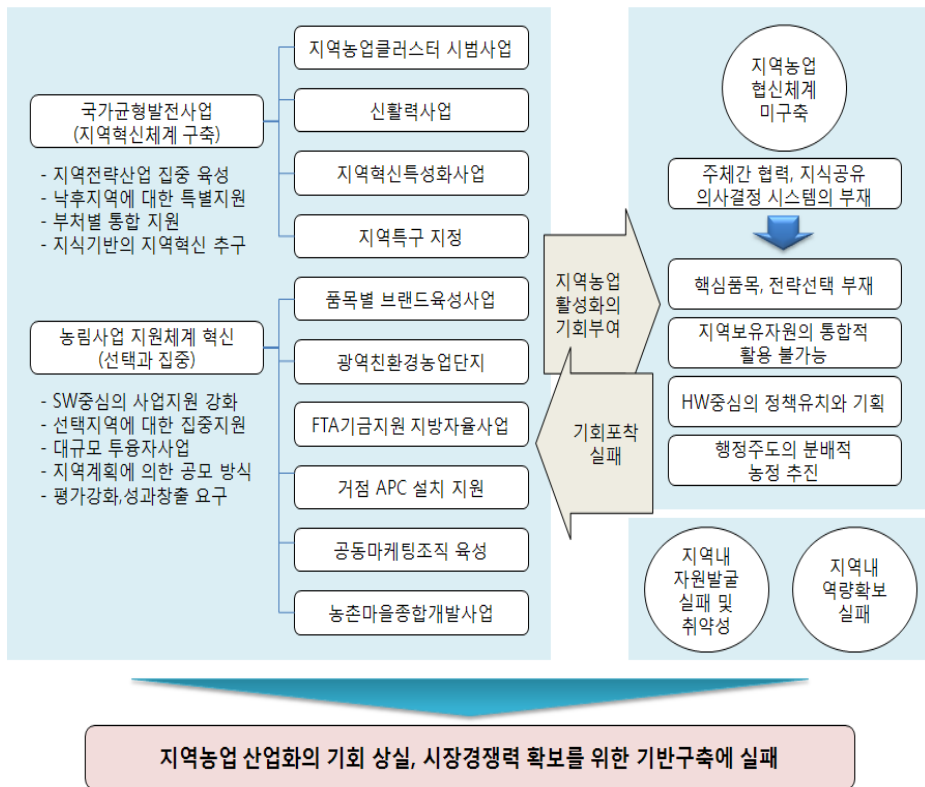 국가균형발전사업
(지역혁신체계 구축)
- 지역전략산업 집중 육성
- 낙후지역에 대한 특별지원
- 부처별 통합 지원
- 지식기반의 지역혁신 추구
지역농업클러스터 시범사업
신활력사업
지역혁신특성화사업
지역특구 지정
농림사업 지원체계 혁신
(선택과 집중)
- SW중심의 사업지원 강화
- 선택지역에 대한 집중지원
- 대규모 투융자사업
- 지역계획에 의한 공모 방식
- 평가강화,성과창출 요구
품목별 브랜드육성사업
광역친환경농업단지
FTA기금지원 지방자율사업
거점 APC 설치 지원
공동마케팅조직 육성
농촌마을종합개발사업
지역농업
활성화의
기회부여
기회포착
실패
지역농업
협신체계
미구축
주체간 협력, 지식공유
의사결정 시스템의 부재
핵심품목, 전략선택 부재
지역보유자원의 통합적
활용 불가능
HW중심의 정책유치와 기획
행정주도의 분배적
농정 추진
지역내
자원발굴
실패 및
취약성
지역내
역량확보
실패
지역농업 산업화의 기회 상실, 시장경쟁력 확보를 위한 기반구축에 실패